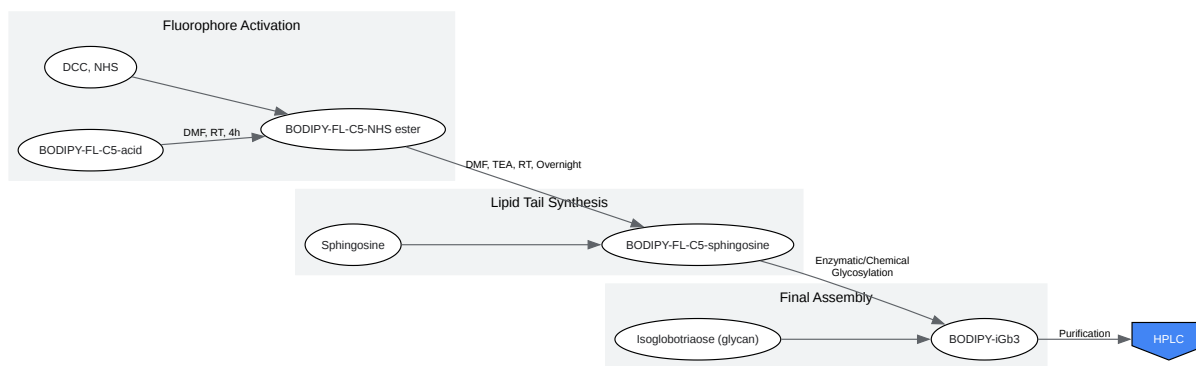 Fluorophore Activation
DCC, NHS
BODIPY-FL-C5-acid
DMF, RT, 4h
BODIPY-FL-C5-NHS ester
DMF, TEA, RT, Overnight
Lipid Tail Synthesis
Sphingosine
BODIPY-FL-C5-sphingosine
Enzymatic/Chemical
Glycosylation
Final Assembly
Isoglobotriaose (glycan)
BODIPY-iGb3
Purification
HPLC